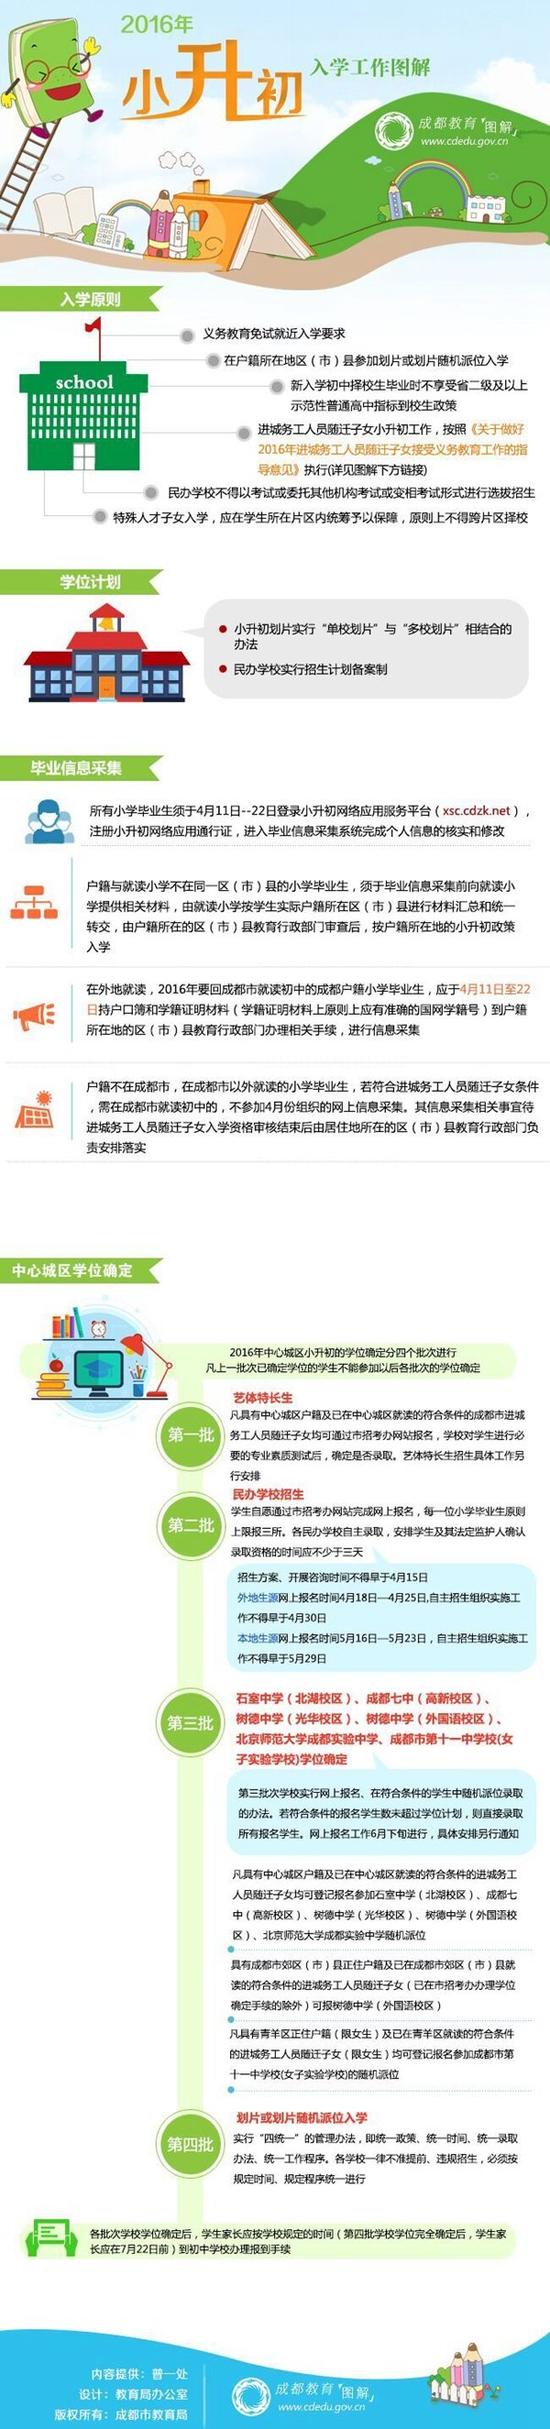 2016年
小升初
入学工作图解
成都教育『图解』
www.cdedu.gov.cn
入学原则
school
义务教育免试就近入学要求
在户籍所在地区（市）县参加划片或划片随机派位入学
新入学初中择校生毕业时不享受省二级及以上
示范性普通高中指标到校生政策
进城务工人员随迁子女小升初工作，按照《关于做好
2016年进城务工人员随迁子女接受义务教育工作的指
导意见》执行(详见图解下方链接)
民办学校不得以考试或委托其他机构考试或变相考试形式进行选拔招生
特殊人才子女入学，应在学生所在片区内统筹予以保障，原则上不得跨片区择校
学位计划
小升初划片实行“单校划片”与“多校划片”相结合的
办法
民办学校实行招生计划备案制
毕业信息采集
所有小学毕业生须于4月11日--22日登录小升初网络应用服务平台（xsc.cdzk.net），
注册小升初网络应用通行证，进入毕业信息采集系统完成个人信息的核实和修改
户籍与就读小学不在同一区（市）县的小学毕业生，须于毕业信息采集前向就读小
学提供相关材料，由就读小学按学生实际户籍所在区（市）县进行材料汇总和统一
转交，由户籍所在的区（市）县教育行政部门审查后，按户籍所在地的小升初政策
入学
在外地就读，2016年要回成都市就读初中的成都户籍小学毕业生，应于4月11日至22
日持户口簿和学籍证明材料（学籍证明材料上原则上应有准确的国网学籍号）到户籍
所在地的区（市）县教育行政部门办理相关手续，进行信息采集
户籍不在成都市，在成都市以外就读的小学毕业生，若符合进城务工人员随迁子女条件
，需在成都市就读初中的，不参加4月份组织的网上信息采集。其信息采集相关事宜待
进城务工人员随迁子女入学资格审核结束后由居住地所在的区（市）县教育行政部门负
责安排落实
中心城区学位确定
2016年中心城区小升初的学位确定分四个批次进行
凡上一批次已确定学位的学生不能参加以后各批次的学位确定
第一批
艺体特长生
凡具有中心城区户籍及已在中心城区就读的符合条件的成都市进城
务工人员随迁子女均可通过市招考办网站报名，学校对学生进行必
要的专业素质测试后，确定是否录取。艺体特长生招生具体工作另
行安排
第二批
民办学校招生
学生自愿通过市招考办网站完成网上报名，每一位小学毕业生原则
上限报三所。各民办学校自主录取，安排学生及其法定监护人确认
录取资格的时间应不少于三天
招生方案、开展咨询时间不得早于4月15日
外地生源网上报名时间4月18日—4月25日,自主招生组织实施工
作不得早于4月30日
本地生源网上报名时间5月16日—5月23日，自主招生组织实施工
作不得早于5月29日
第三批
石室中学（北湖校区）、成都七中（高新校区）、
树德中学（光华校区）、树德中学（外国语校区）、
北京师范大学成都实验中学、成都市第十一中学校(女
子实验学校)学位确定
第三批次学校实行网上报名、在符合条件的学生中随机派位录取
的办法。若符合条件的报名学生数未超过学位计划，则直接录取
所有报名学生。网上报名工作6月下旬进行，具体安排另行通知
凡具有中心城区户籍及已在中心城区就读的符合条件的进城务工
人员随迁子女均可登记报名参加石室中学（北湖校区）、成都七
中（高新校区）、树德中学（光华校区）、树德中学（外国语校
区）、北京师范大学成都实验中学随机派位
具有成都市郊区（市）县正住户籍及已在成都市郊区（市）县就
读的符合条件的进城务工人员随迁子女（已在市招考办办理学位
确定手续的除外）可报树德中学（外国语校区）
凡具有青羊区正住户籍（限女生）及已在青羊区就读的符合条件
的进城务工人员随迁子女（限女生）均可登记报名参加成都市第
十一中学校(女子实验学校)的随机派位
第四批
划片或划片随机派位入学
实行“四统一”的管理办法，即统一政策、统一时间、统一录取
办法、统一工作程序。各学校一律不准提前、违规招生，必须按
规定时间、规定程序统一进行
各批次学校学位确定后，学生家长应按学校规定的时间（第四批学校学位完全确定后，学生家
长应在7月22日前）到初中学校办理报到手续
内容提供：普一处
设计：教育局办公室
版权所有：成都市教育局
成都教育『图解』
www.cdedu.gov.cn